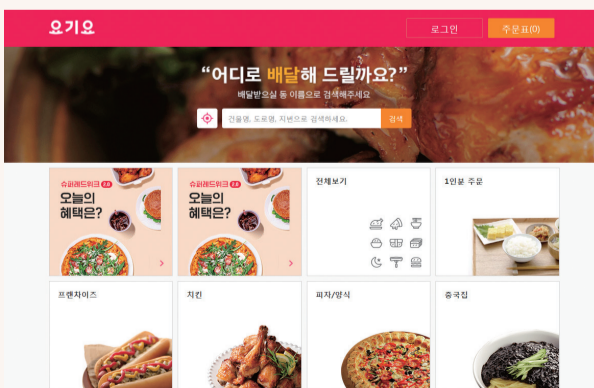 요기요
로그인
주문표(0)
“어디로 배달해 드릴까요?”
배달받으실 동 이름으로 검색해주세요
건물명, 도로명, 지번으로 검색하세요.
검색
슈퍼레드위크
오늘의
혜택은?
슈퍼레드위크
오늘의
혜택은?
전체보기
1인분 주문
프랜차이즈
치킨
피자/양식
중국집